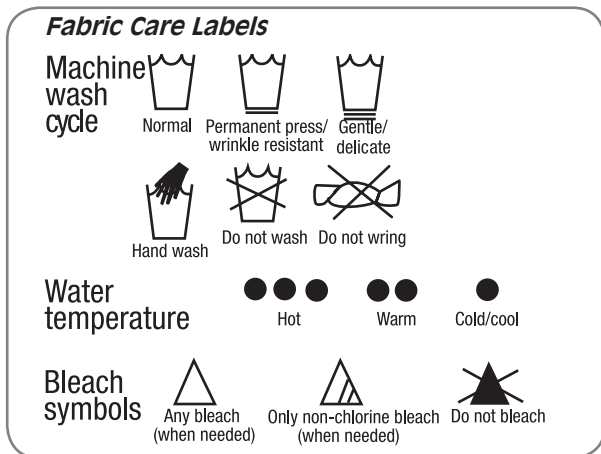 Fabric Care Labels
Machine
wash
cycle
Normal
Permanent press/
wrinkle resistant
Gentle/
delicate
Hand wash
Do not wash
Do not wring
Water
temperature
Hot
Warm
Cold/cool
Bleach
symbols
Any bleach
(when needed)
Only non-chlorine bleach
(when needed)
Do not bleach